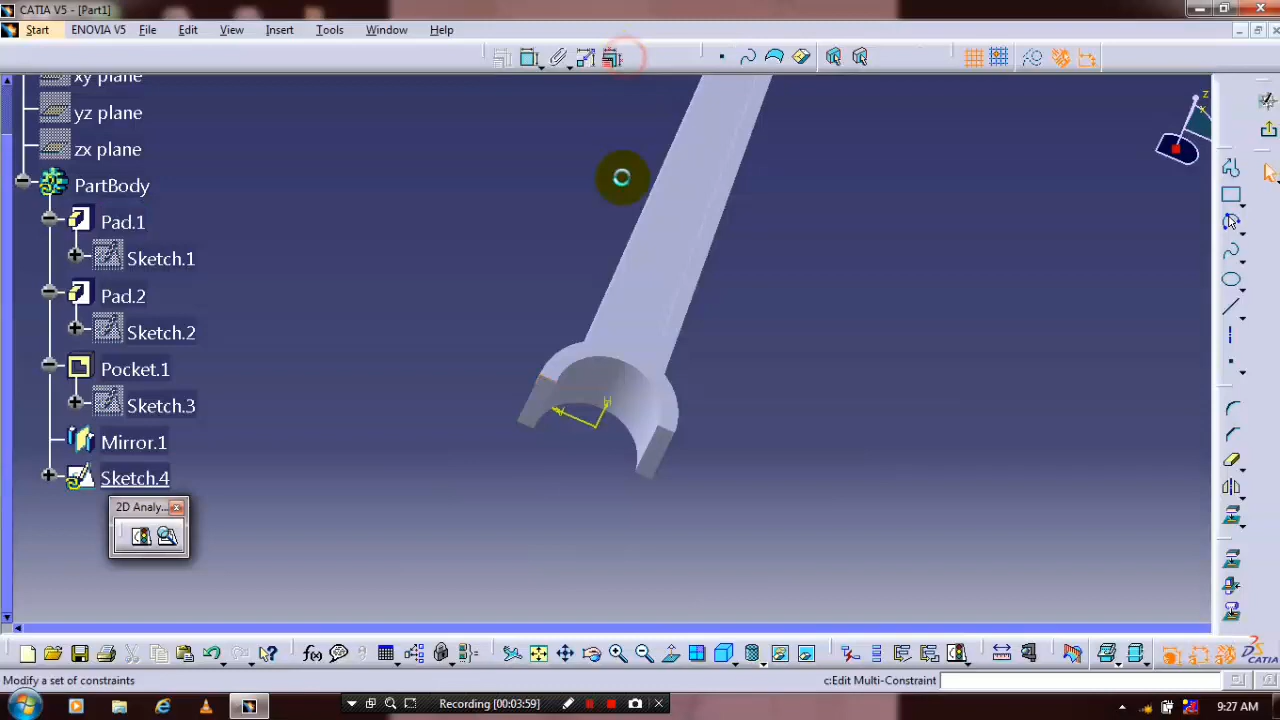 CATIA V5 - [Part1]
Start ENOVIA V5 File Edit View Insert Tools Window Help
xy plane
yz plane
zx plane
PartBody
Pad.1
Sketch.1
Pad.2
Sketch.2
Pocket.1
Sketch.3
Mirror.1
Sketch.4
2D Analy...
H
V
z
x
f(x)
CATIA
Modify a set of constraints
c:Edit Multi-Constraint
Recording [00:03:59]
9:27 AM